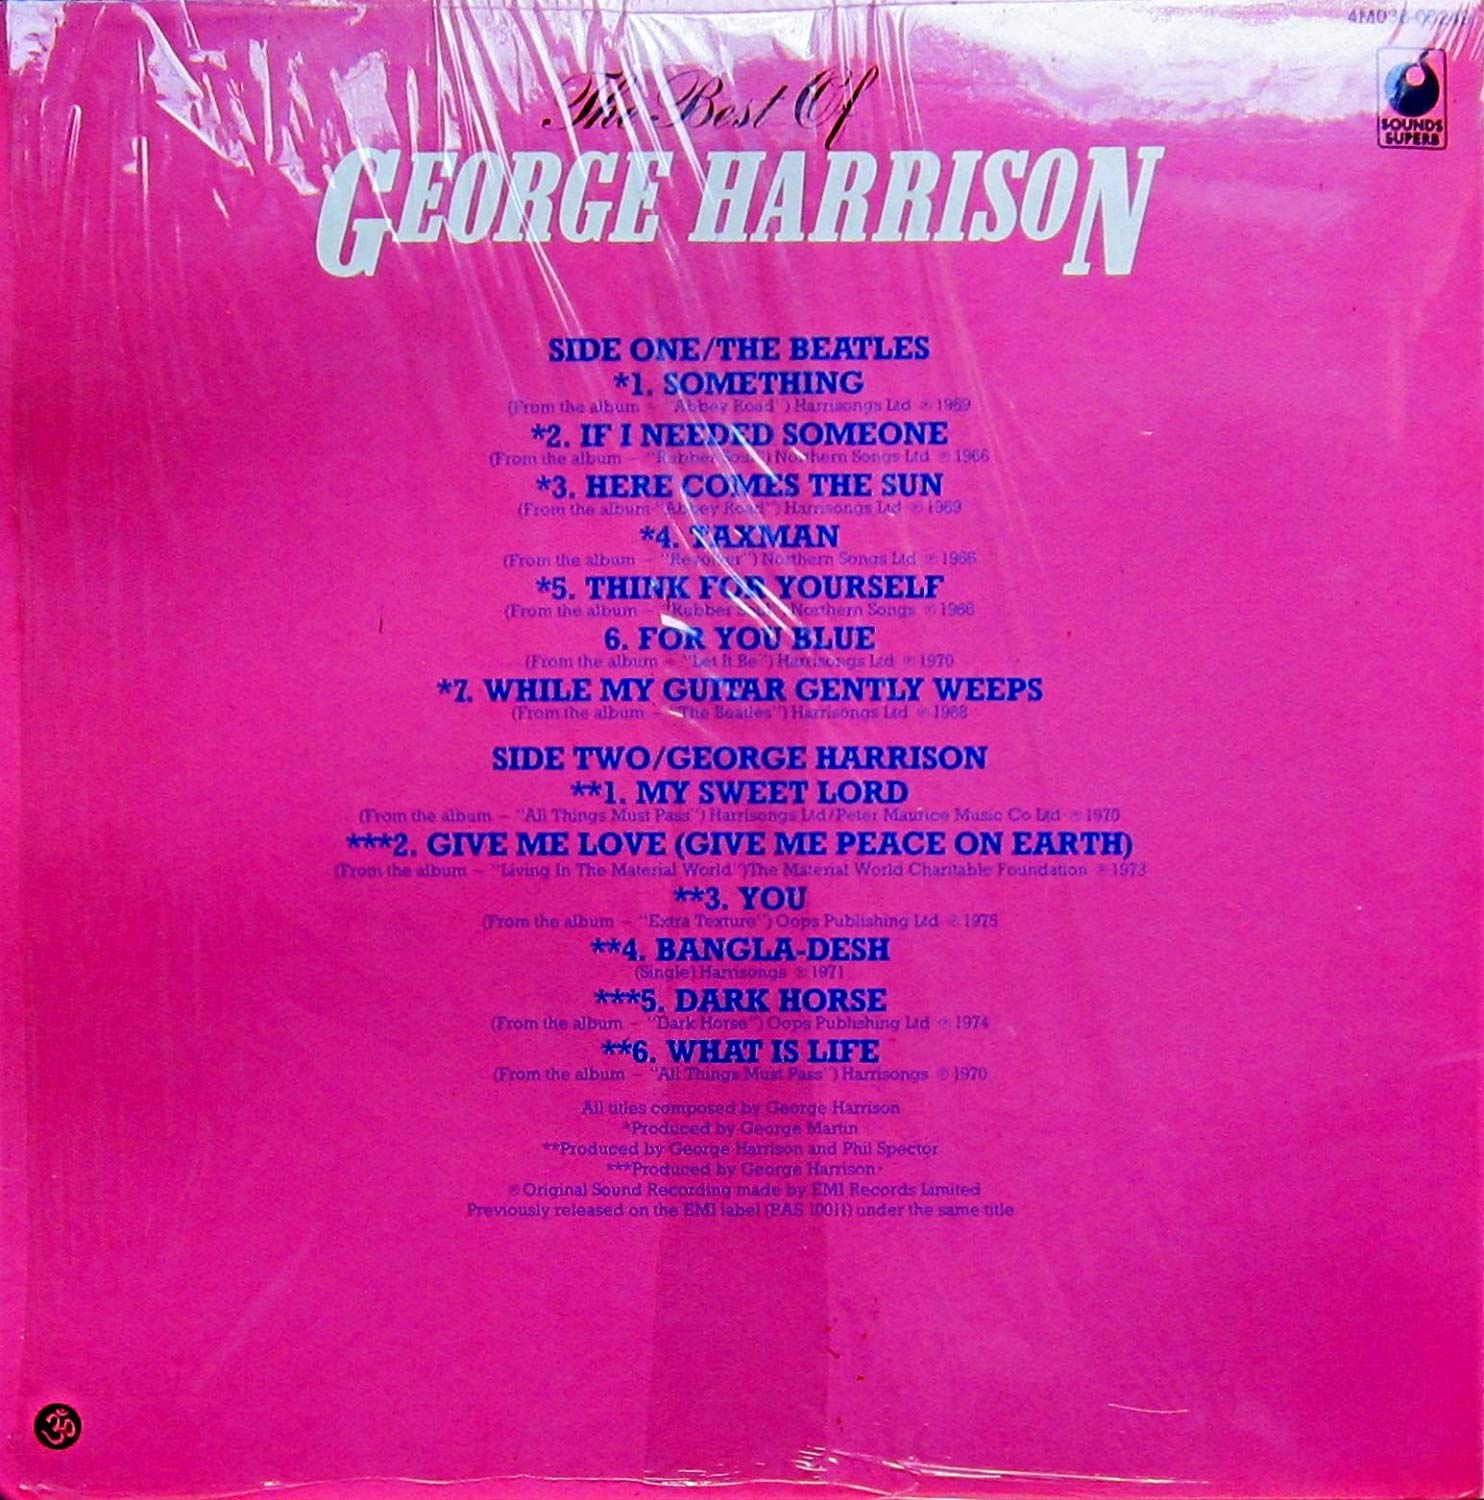 The Best Of
GEORGE HARRISON
SOUNDS
SUPERB
SIDE ONE/THE BEATLES
*1. SOMETHING
(From the album – "Abbey Road") Harrisongs Ltd ℗ 1969
*2. IF I NEEDED SOMEONE
(From the album – "Rubber Soul") Northern Songs Ltd ℗ 1966
*3. HERE COMES THE SUN
(From the album "Abbey Road") Harrisongs Ltd ℗ 1969
*4. TAXMAN
(From the album – "Revolver") Northern Songs Ltd ℗ 1966
*5. THINK FOR YOURSELF
(From the album – "Rubber Soul") Northern Songs ℗ 1966
6. FOR YOU BLUE
(From the album – "Let It Be") Harrisongs Ltd ℗ 1970
*7. WHILE MY GUITAR GENTLY WEEPS
(From the album – "The Beatles") Harrisongs Ltd ℗ 1968
SIDE TWO/GEORGE HARRISON
**1. MY SWEET LORD
(From the album – "All Things Must Pass") Harrisongs Ltd/Peter Maurice Music Co Ltd ℗ 1970
***2. GIVE ME LOVE (GIVE ME PEACE ON EARTH)
(From the album – "Living In The Material World") The Material World Charitable Foundation ℗ 1973
**3. YOU
(From the album – "Extra Texture") Oops Publishing Ltd ℗ 1975
**4. BANGLA-DESH
(Single) Harrisongs ℗ 1971
***5. DARK HORSE
(From the album – "Dark Horse") Oops Publishing Ltd ℗ 1974
**6. WHAT IS LIFE
(From the album – "All Things Must Pass") Harrisongs ℗ 1970
All titles composed by George Harrison
*Produced by George Martin
**Produced by George Harrison and Phil Spector
***Produced by George Harrison
℗ Original Sound Recording made by EMI Records Limited
Previously released on the EMI label (PAS 10011) under the same title
ॐ